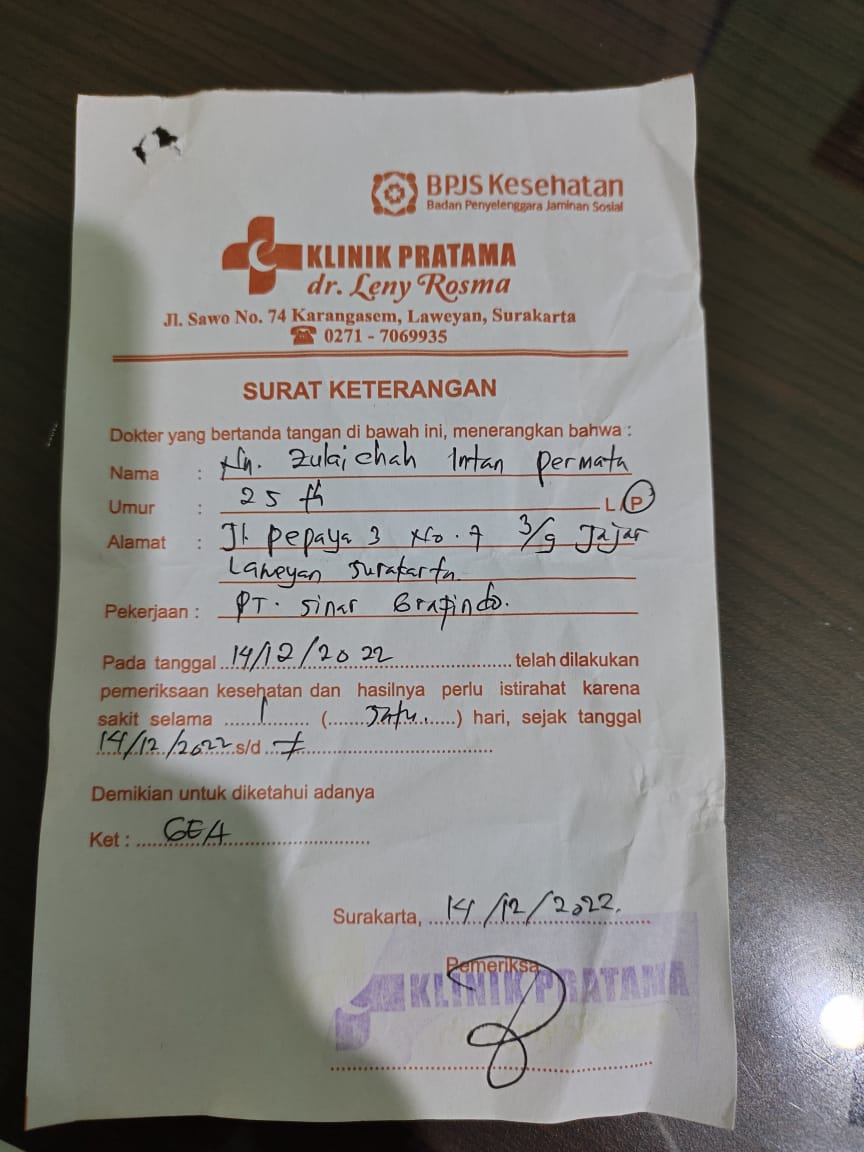 BPJS Kesehatan
Badan Penyelenggara Jaminan Sosial
KLINIK PRATAMA
dr. Leny Rosma
Jl. Sawo No. 74 Karangasem, Laweyan, Surakarta
☎ 0271 - 7069935
SURAT KETERANGAN
Dokter yang bertanda tangan di bawah ini, menerangkan bahwa :
Nama : Nn. Zulaichah Intan Permata
Umur : 25 th L/P
Alamat : Jl. Pepaya 3 No. 7 3/9 Jajar
Laweyan Surakarta
Pekerjaan : PT. Sinar Grafindo.
Pada tanggal 14/12/2022 telah dilakukan
pemeriksaan kesehatan dan hasilnya perlu istirahat karena
sakit selama 1 (Satu) hari, sejak tanggal
14/12/2022 s/d
Demikian untuk diketahui adanya
Ket : GEA
Surakarta, 14/12/2022.
Pemeriksa
KLINIK PRATAMA